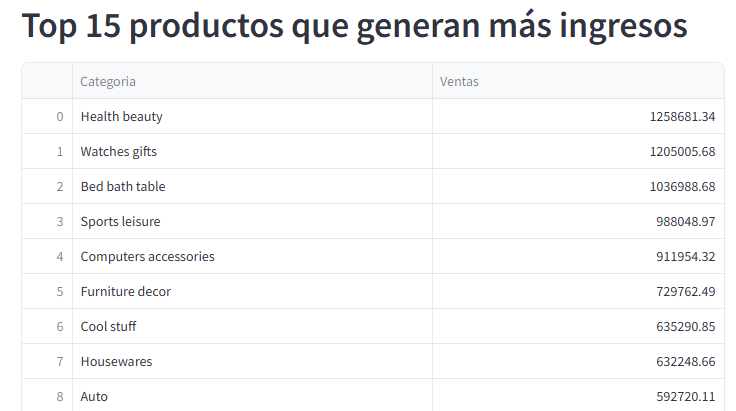 Top 15 productos que generan más ingresos
Categoria Ventas
0 Health beauty 1258681.34
1 Watches gifts 1205005.68
2 Bed bath table 1036988.68
3 Sports leisure 988048.97
4 Computers accessories 911954.32
5 Furniture decor 729762.49
6 Cool stuff 635290.85
7 Housewares 632248.66
8 Auto 592720.11